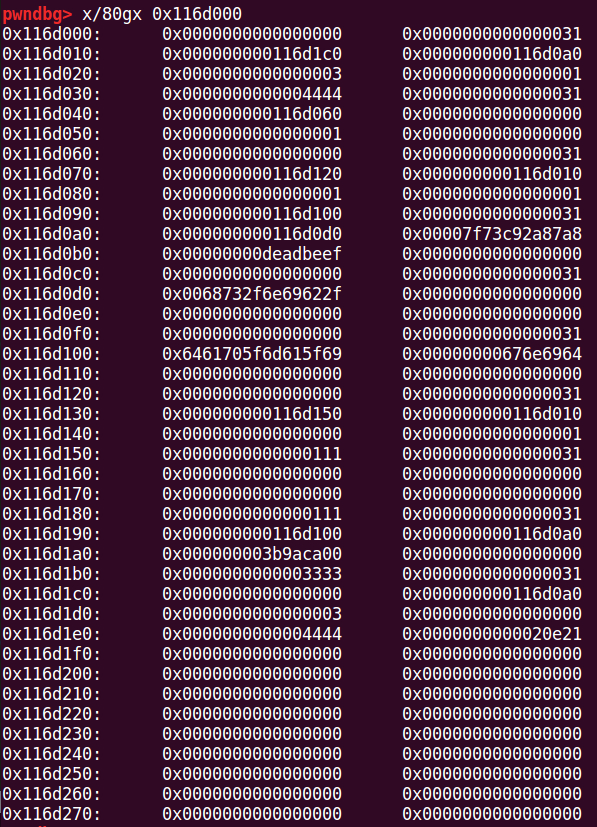 pwndbg> x/80gx 0x116d000
0x116d000: 0x0000000000000000 0x0000000000000031
0x116d010: 0x000000000116d1c0 0x000000000116d0a0
0x116d020: 0x0000000000000003 0x0000000000000001
0x116d030: 0x0000000000004444 0x0000000000000031
0x116d040: 0x000000000116d060 0x0000000000000000
0x116d050: 0x0000000000000001 0x0000000000000000
0x116d060: 0x0000000000000000 0x0000000000000031
0x116d070: 0x000000000116d120 0x000000000116d010
0x116d080: 0x0000000000000001 0x0000000000000001
0x116d090: 0x000000000116d100 0x0000000000000031
0x116d0a0: 0x000000000116d0d0 0x00007f73c92a87a8
0x116d0b0: 0x00000000deadbeef 0x0000000000000000
0x116d0c0: 0x0000000000000000 0x0000000000000031
0x116d0d0: 0x0068732f6e69622f 0x0000000000000000
0x116d0e0: 0x0000000000000000 0x0000000000000000
0x116d0f0: 0x0000000000000000 0x0000000000000031
0x116d100: 0x6461705f6d615f69 0x00000000676e6964
0x116d110: 0x0000000000000000 0x0000000000000000
0x116d120: 0x0000000000000000 0x0000000000000031
0x116d130: 0x000000000116d150 0x000000000116d010
0x116d140: 0x0000000000000000 0x0000000000000001
0x116d150: 0x0000000000000111 0x0000000000000031
0x116d160: 0x0000000000000000 0x0000000000000000
0x116d170: 0x0000000000000000 0x0000000000000000
0x116d180: 0x0000000000000111 0x0000000000000031
0x116d190: 0x000000000116d100 0x000000000116d0a0
0x116d1a0: 0x000000003b9aca00 0x0000000000000000
0x116d1b0: 0x0000000000003333 0x0000000000000031
0x116d1c0: 0x0000000000000000 0x000000000116d0a0
0x116d1d0: 0x0000000000000003 0x0000000000000000
0x116d1e0: 0x0000000000004444 0x0000000000020e21
0x116d1f0: 0x0000000000000000 0x0000000000000000
0x116d200: 0x0000000000000000 0x0000000000000000
0x116d210: 0x0000000000000000 0x0000000000000000
0x116d220: 0x0000000000000000 0x0000000000000000
0x116d230: 0x0000000000000000 0x0000000000000000
0x116d240: 0x0000000000000000 0x0000000000000000
0x116d250: 0x0000000000000000 0x0000000000000000
0x116d260: 0x0000000000000000 0x0000000000000000
0x116d270: 0x0000000000000000 0x0000000000000000